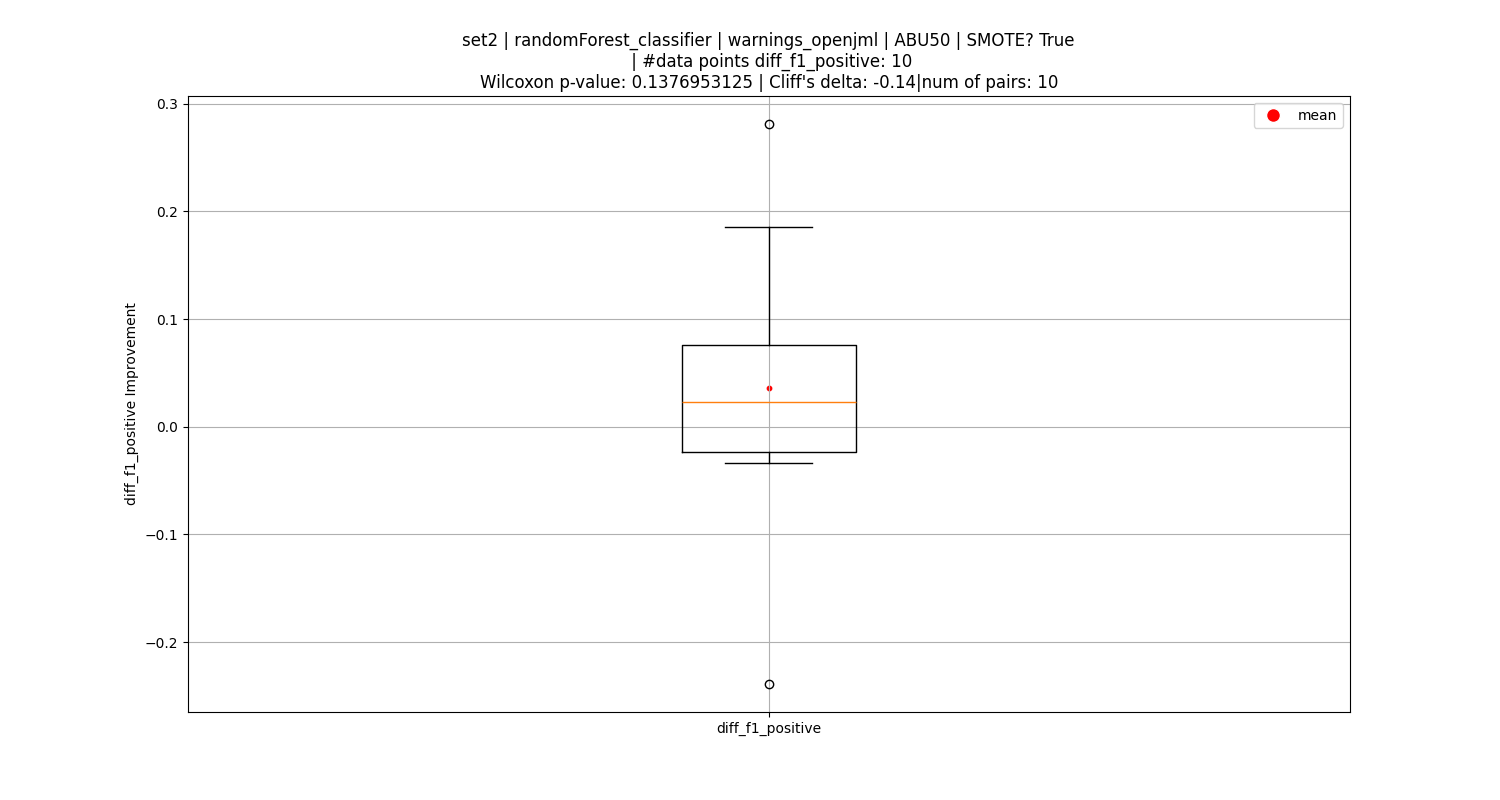 set2 | randomForest_classifier | warnings_openjml | ABU50 | SMOTE? True
| #data points diff_f1_positive: 10
Wilcoxon p-value: 0.1376953125 | Cliff's delta: -0.14|num of pairs: 10
mean
0.3
0.2
0.1
0.0
−0.1
−0.2
diff_f1_positive Improvement
diff_f1_positive